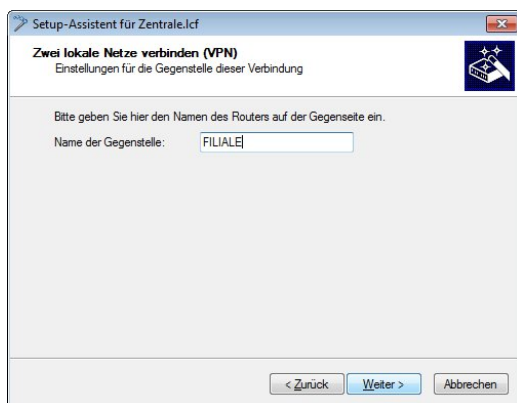 Setup-Assistent für Zentrale.lcf
Zwei lokale Netze verbinden (VPN)
Einstellungen für die Gegenstelle dieser Verbindung
Bitte geben Sie hier den Namen des Routers auf der Gegenseite ein.
Name der Gegenstelle: FILIALE
< Zurück Weiter > Abbrechen